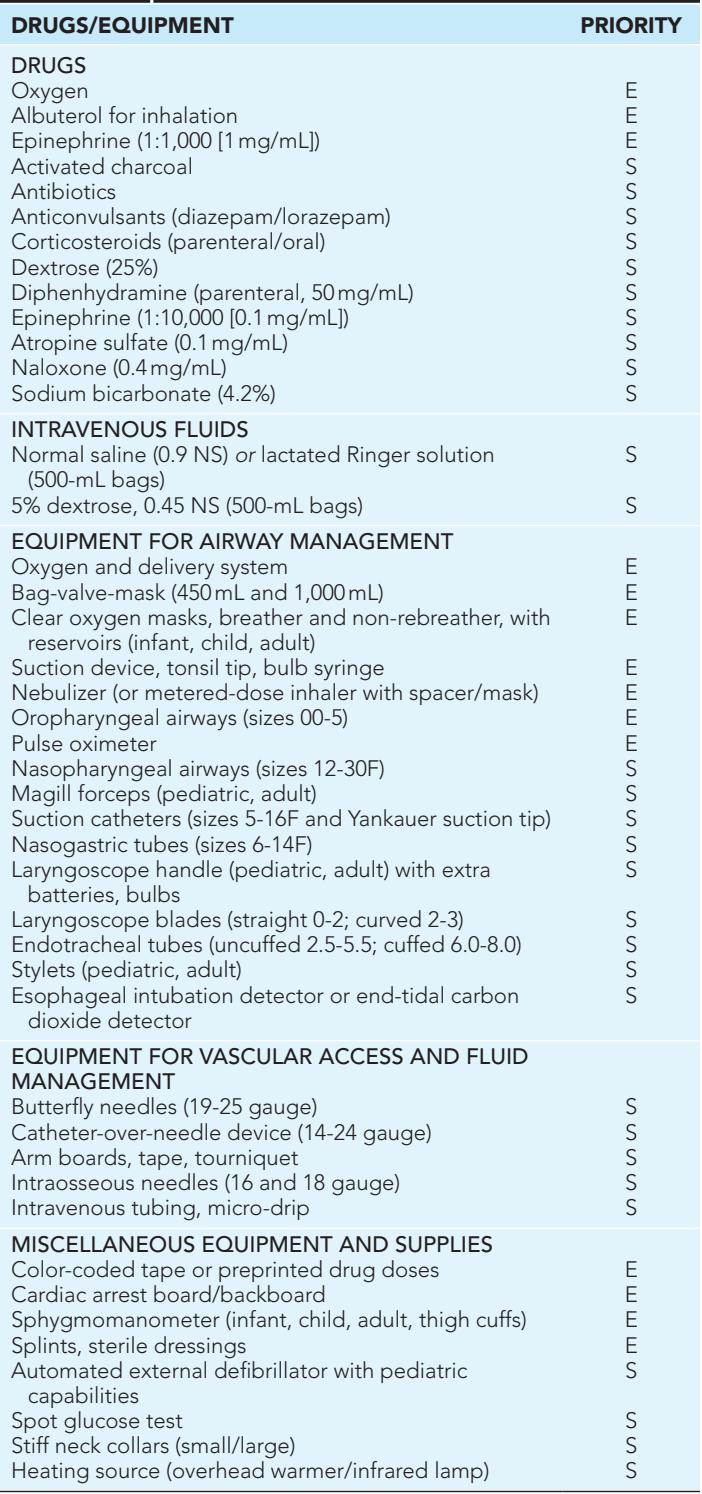 DRUGS/EQUIPMENT PRIORITY
DRUGS
Oxygen E
Albuterol for inhalation E
Epinephrine (1:1,000 [1 mg/mL]) E
Activated charcoal S
Antibiotics S
Anticonvulsants (diazepam/lorazepam) S
Corticosteroids (parenteral/oral) S
Dextrose (25%) S
Diphenhydramine (parenteral, 50 mg/mL) S
Epinephrine (1:10,000 [0.1 mg/mL]) S
Atropine sulfate (0.1 mg/mL) S
Naloxone (0.4 mg/mL) S
Sodium bicarbonate (4.2%) S
INTRAVENOUS FLUIDS
Normal saline (0.9 NS) or lactated Ringer solution S
(500-mL bags)
5% dextrose, 0.45 NS (500-mL bags) S
EQUIPMENT FOR AIRWAY MANAGEMENT
Oxygen and delivery system E
Bag-valve-mask (450 mL and 1,000 mL) E
Clear oxygen masks, breather and non-rebreather, with E
reservoirs (infant, child, adult)
Suction device, tonsil tip, bulb syringe E
Nebulizer (or metered-dose inhaler with spacer/mask) E
Oropharyngeal airways (sizes 00-5) E
Pulse oximeter E
Nasopharyngeal airways (sizes 12-30F) S
Magill forceps (pediatric, adult) S
Suction catheters (sizes 5-16F and Yankauer suction tip) S
Nasogastric tubes (sizes 6-14F) S
Laryngoscope handle (pediatric, adult) with extra S
batteries, bulbs
Laryngoscope blades (straight 0-2; curved 2-3) S
Endotracheal tubes (uncuffed 2.5-5.5; cuffed 6.0-8.0) S
Stylets (pediatric, adult) S
Esophageal intubation detector or end-tidal carbon S
dioxide detector
EQUIPMENT FOR VASCULAR ACCESS AND FLUID
MANAGEMENT
Butterfly needles (19-25 gauge) S
Catheter-over-needle device (14-24 gauge) S
Arm boards, tape, tourniquet S
Intraosseous needles (16 and 18 gauge) S
Intravenous tubing, micro-drip S
MISCELLANEOUS EQUIPMENT AND SUPPLIES
Color-coded tape or preprinted drug doses E
Cardiac arrest board/backboard E
Sphygmomanometer (infant, child, adult, thigh cuffs) E
Splints, sterile dressings E
Automated external defibrillator with pediatric S
capabilities
Spot glucose test S
Stiff neck collars (small/large) S
Heating source (overhead warmer/infrared lamp) S